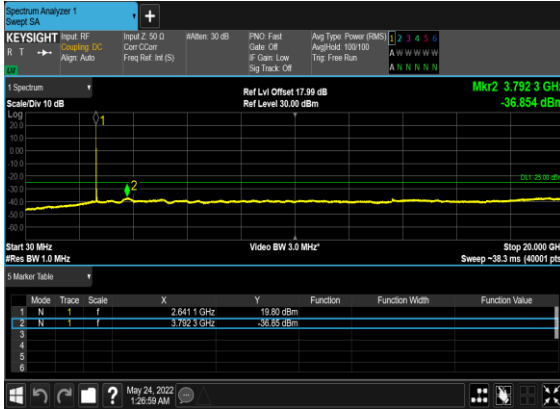 Spectrum Analyzer 1
Swept SA
+
KEYSIGHT
R T
Input: RF
Coupling: DC
Align: Auto
Input Z: 50 Ω
Corr CCorr
Freq Ref: Int (S)
#Atten: 30 dB
PNO: Fast
Gate: Off
IF Gain: Low
Sig Track: Off
Avg Type: Power (RMS)
Avg|Hold: 100/100
Trig: Free Run
1 2 3 4 5 6
A W W W W W
A N N N N N
1 Spectrum
Scale/Div 10 dB
Ref Lvl Offset 17.99 dB
Ref Level 30.00 dBm
Mkr2 3.792 3 GHz
-36.854 dBm
Log
20.0
10.0
0.00
-10.0
-20.0
-30.0
-40.0
-50.0
-60.0
1
2
Start 30 MHz
#Res BW 1.0 MHz
Video BW 3.0 MHz*
Stop 20.000 GH
Sweep ~38.3 ms (40001 pts
5 Marker Table
Mode Trace Scale X Y Function Function Width Function Value
1 N 1 f 2.641 1 GHz 19.80 dBm
2 N 1 f 3.792 3 GHz -36.85 dBm
3
4
5
6
?
May 24, 2022
1:26:59 AM